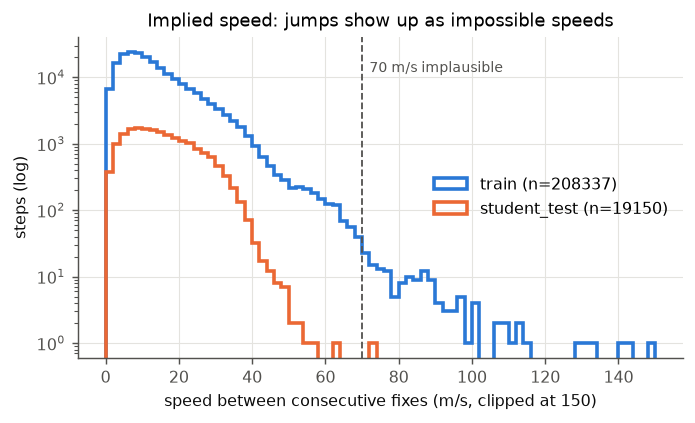 Implied speed: jumps show up as impossible speeds
10⁴
10³
10²
10¹
10⁰
steps (log)
70 m/s implausible
train (n=208337)
student_test (n=19150)
0 20 40 60 80 100 120 140
speed between consecutive fixes (m/s, clipped at 150)